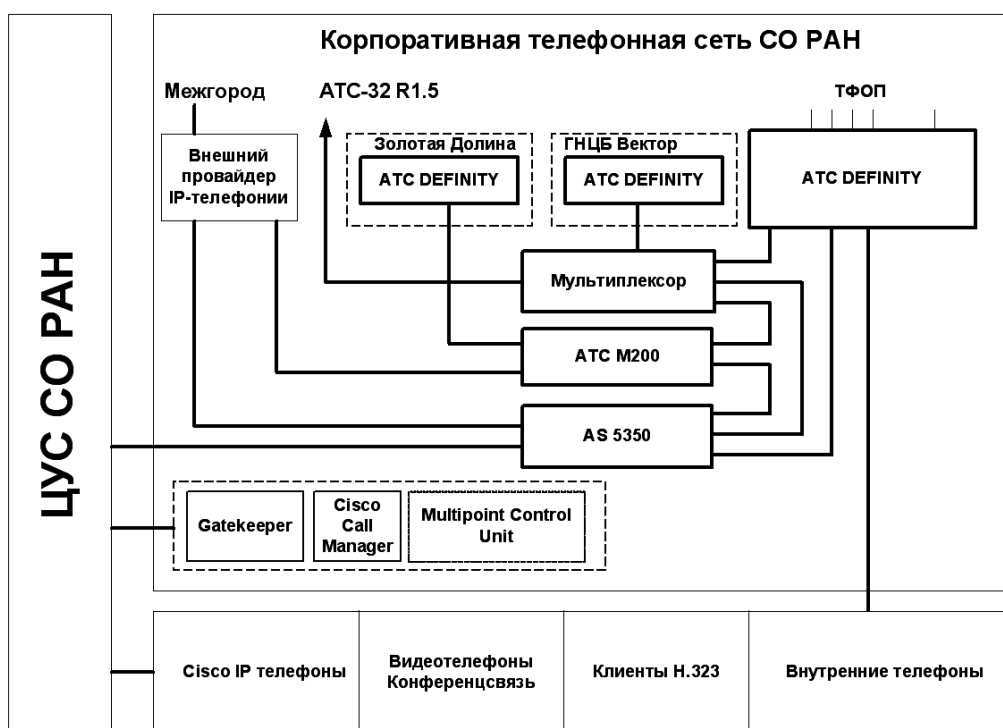 Корпоративная телефонная сеть СО РАН
Межгород
АТС-32 R1.5
ТФОП
Внешний
провайдер
IP-телефонии
Золотая Долина
АТС DEFINITY
ГНЦБ Вектор
АТС DEFINITY
АТС DEFINITY
Мультиплексор
АТС М200
AS 5350
ЦУС СО РАН
Gatekeeper
Cisco
Call
Manager
Multipoint Control
Unit
Cisco IP телефоны
Видеотелефоны
Конференцсвязь
Клиенты H.323
Внутренние телефоны